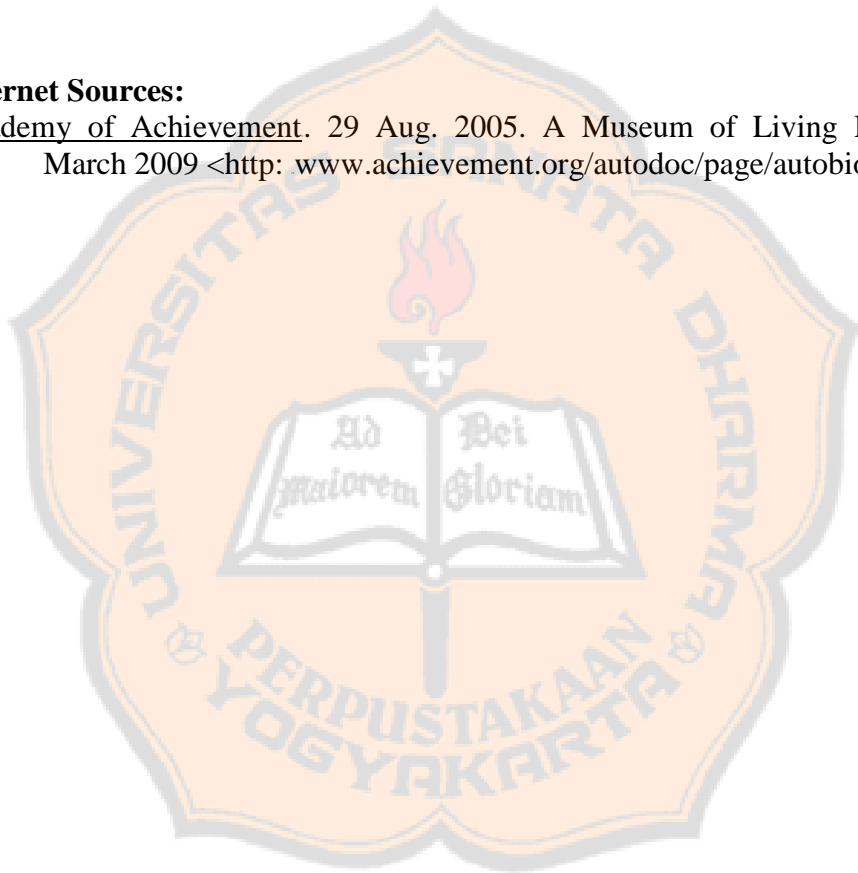 ernet Sources:
demy of Achievement. 29 Aug. 2005. A Museum of Living
March 2009 <http: www.achievement.org/autodoc/page/autobio
UNIVERSITAS SANATA DHARMA
Ad Dei
maiorem Gloriam
PERPUSTAKAAN
YOGYAKARTA